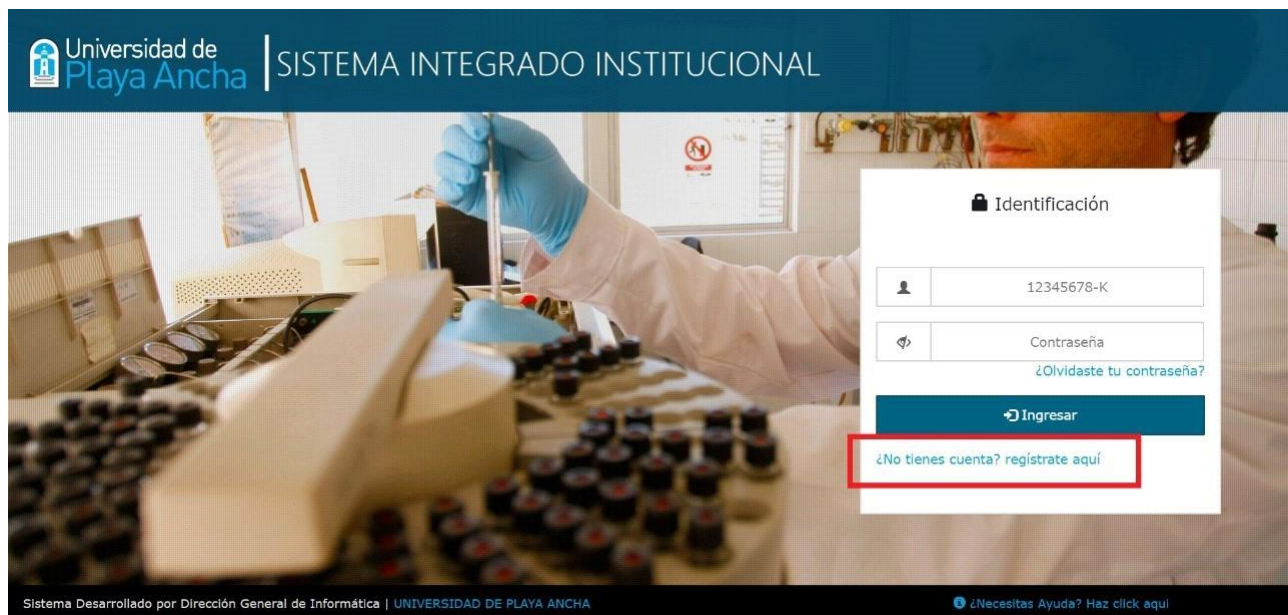 Universidad de
Playa Ancha
SISTEMA INTEGRADO INSTITUCIONAL
Identificación
12345678-K
Contraseña
¿Olvidaste tu contraseña?
Ingresar
¿No tienes cuenta? regístrate aquí
Sistema Desarrollado por Dirección General de Informática | UNIVERSIDAD DE PLAYA ANCHA
¿Necesitas Ayuda? Haz click aquí